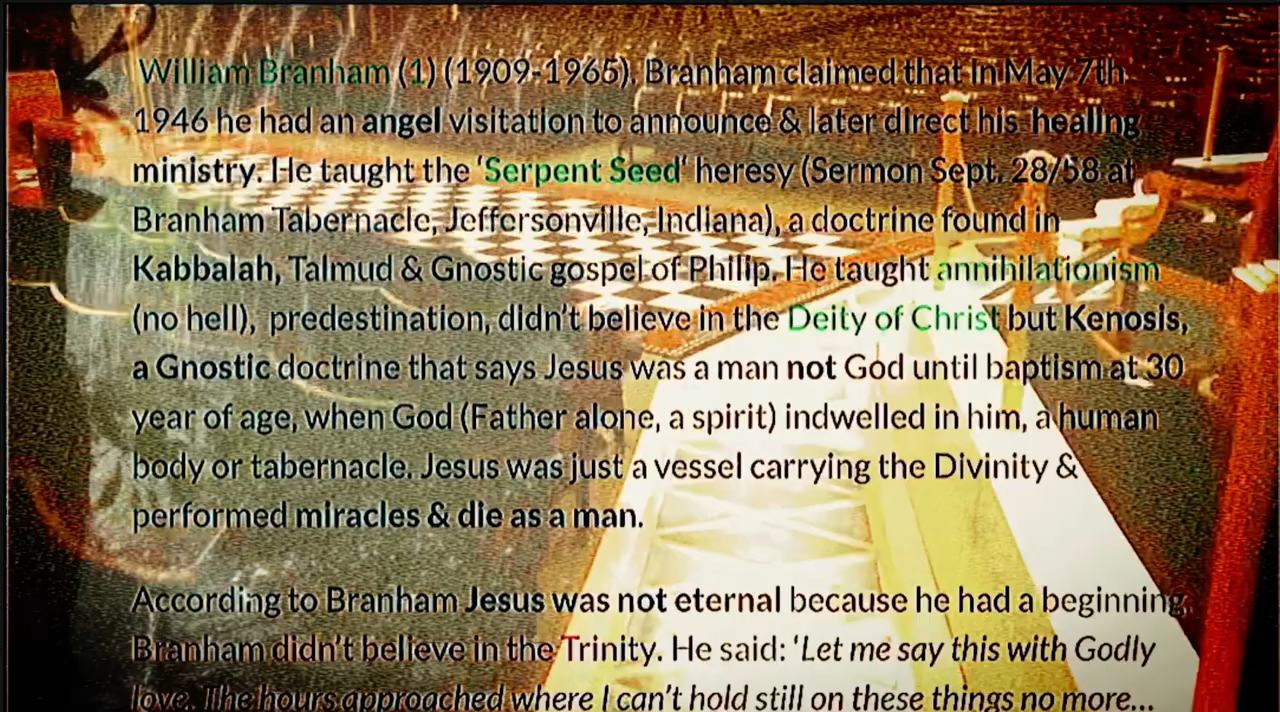 William Branham (1) (1909-1965), Branham claimed that in May 7th
1946 he had an angel visitation to announce & later direct his healing
ministry. He taught the ‘Serpent Seed‘ heresy (Sermon Sept. 28/58 at
Branham Tabernacle, Jeffersonville, Indiana), a doctrine found in
Kabbalah, Talmud & Gnostic gospel of Philip. He taught annihilationism
(no hell), predestination, didn’t believe in the Deity of Christ but Kenosis,
a Gnostic doctrine that says Jesus was a man not God until baptism at 30
year of age, when God (Father alone, a spirit) indwelled in him, a human
body or tabernacle. Jesus was just a vessel carrying the Divinity &
performed miracles & die as a man.
According to Branham Jesus was not eternal because he had a beginning,
Branham didn’t believe in the Trinity. He said: ‘Let me say this with Godly
love. The hours approached where I can’t hold still on these things no more...